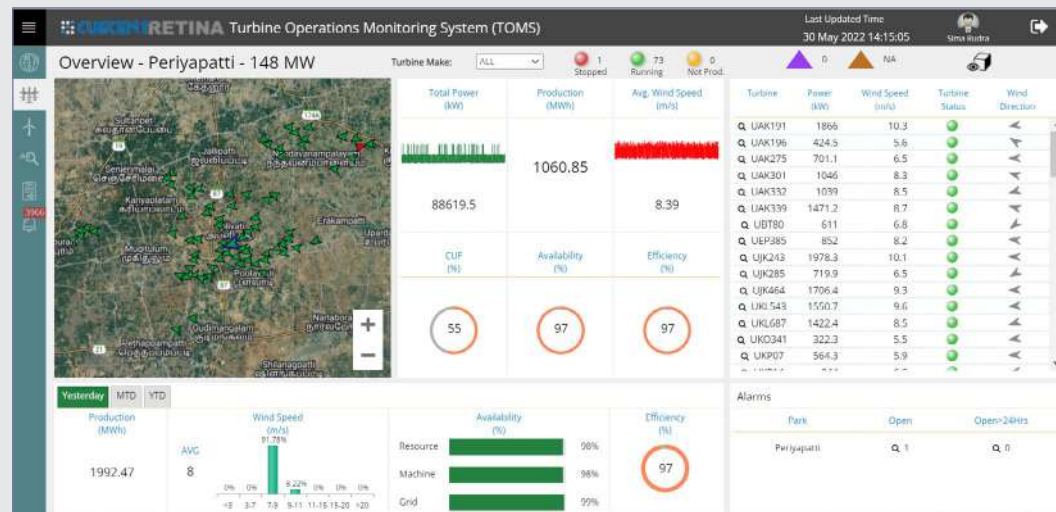 RETINA Turbine Operations Monitoring System (TOMS)
Last Updated Time
30 May 2022 14:15:05
Sima Rudra
Overview - Periyapatti - 148 MW
Turbine Make:
ALL
1
Stopped
73
Running
0
Not Prod.
0
NA
3966
Sultanpet
Jallipatti
Senjerimalai
Kariyapalayam
Erakampatti
Mugitulum
Poolavadi
Gudimangalam
Shilanagpatti
+
−
Total Power
(kW)
88619.5
Production
(MWh)
1060.85
Avg. Wind Speed
(m/s)
8.39
CUF
(%)
55
Availability
(%)
97
Efficiency
(%)
97
Turbine Power (kW) Wind Speed (m/s) Turbine Status Wind Direction
UAK191 1866 10.3
UAK196 424.5 5.6
UAK275 701.1 6.5
UAK301 1046 8.3
UAK332 1039 8.5
UAK339 1471.2 8.7
UBT80 611 6.8
UEP385 852 8.2
UJK243 1978.3 10.1
UJK285 719.9 6.5
UJK464 1706.4 9.3
UKL543 1550.7 9.6
UKL687 1422.4 8.5
UKO341 322.3 5.5
UKP07 564.3 5.9
Yesterday MTD YTD
Production
(MWh)
1992.47
Wind Speed
(m/s)
AVG
8
0% 0% 91.78% 8.22% 0% 0% 0%
<3 3-7 7-9 9-11 11-15 15-20 >20
Availability
(%)
Resource 98%
Machine 98%
Grid 99%
Efficiency
(%)
97
Alarms
Park Open Open>24Hrs
Periyapatti 1 0